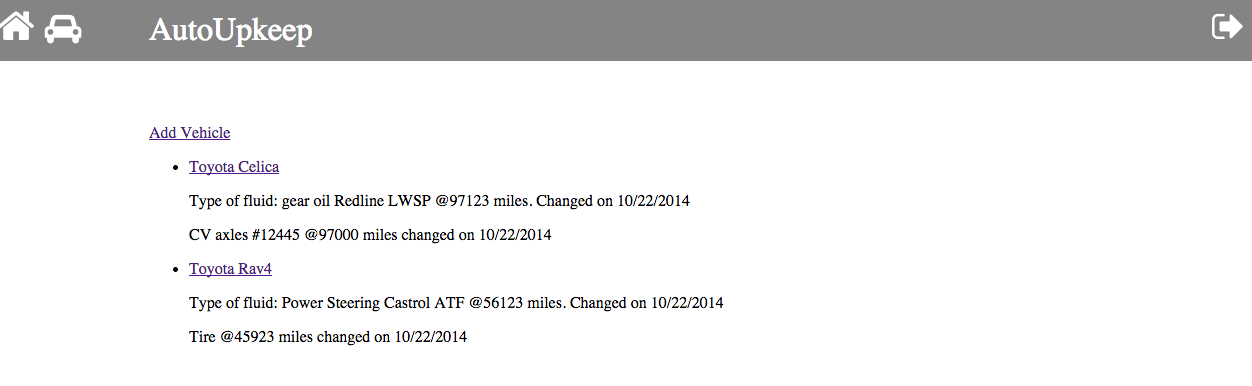 AutoUpkeep
Add Vehicle
Toyota Celica
Type of fluid: gear oil Redline LWSP @97123 miles. Changed on 10/22/2014
CV axles #12445 @97000 miles changed on 10/22/2014
Toyota Rav4
Type of fluid: Power Steering Castrol ATF @56123 miles. Changed on 10/22/2014
Tire @45923 miles changed on 10/22/2014